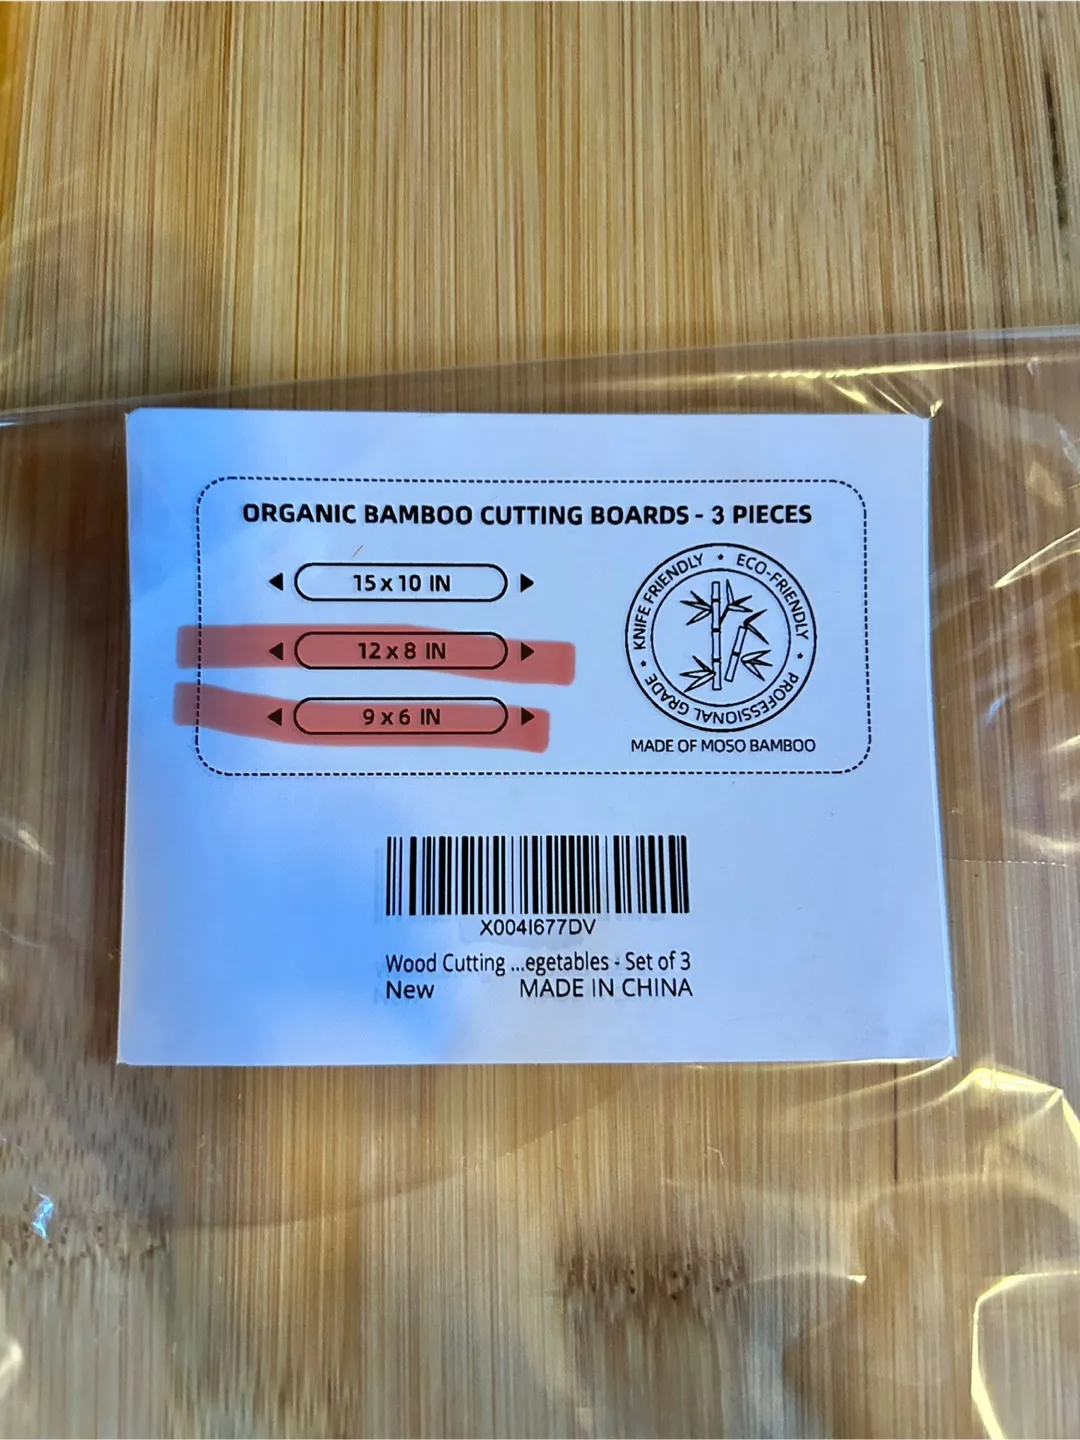 ORGANIC BAMBOO CUTTING BOARDS - 3 PIECES
15 x 10 IN
12 x 8 IN
9 x 6 IN
KNIFE FRIENDLY • ECO-FRIENDLY • PROFESSIONAL GRADE •
MADE OF MOSO BAMBOO
X004I677DV
Wood Cutting ...egetables - Set of 3
New MADE IN CHINA